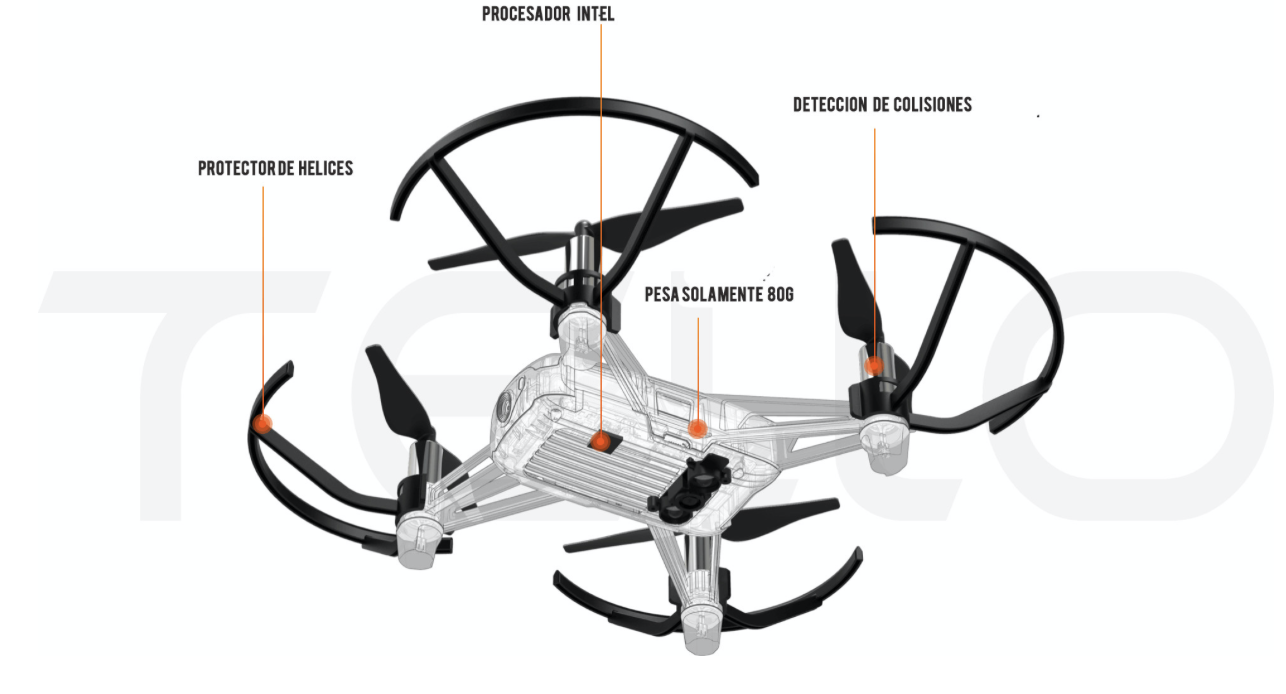 PROCESADOR INTEL
DETECCION DE COLISIONES
PROTECTOR DE HELICES
PESA SOLAMENTE 80G
TELLO